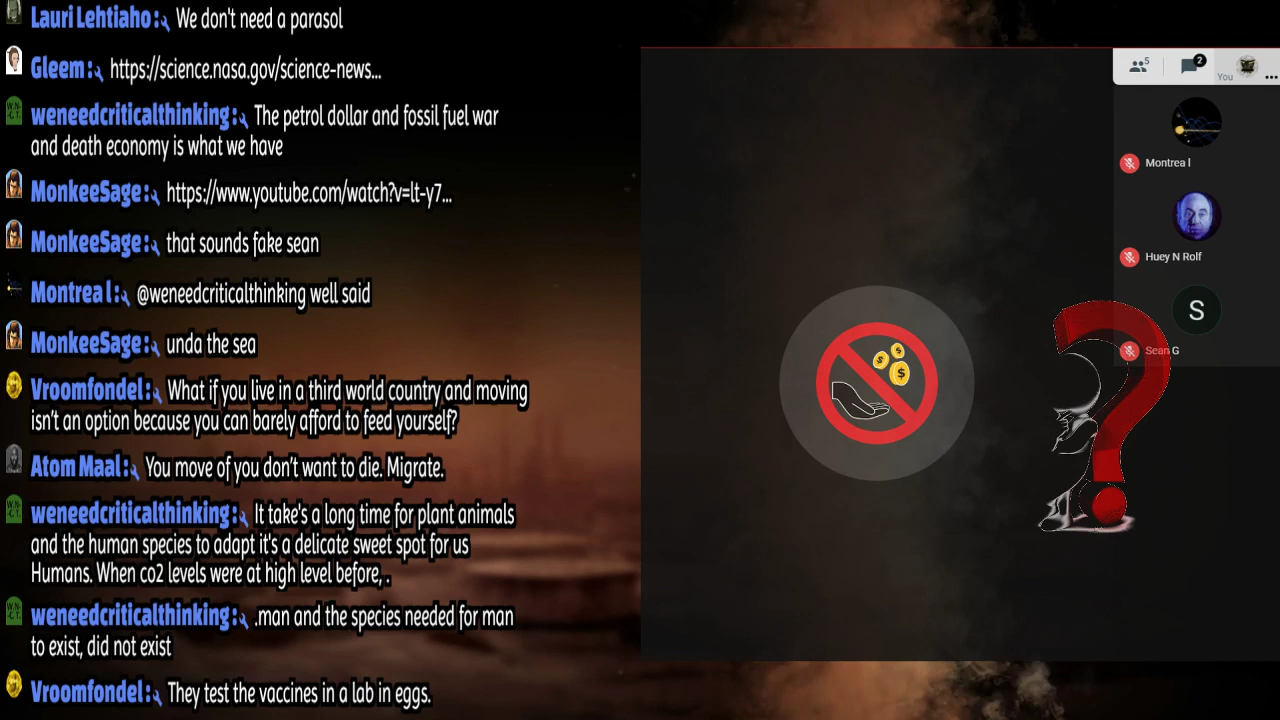 Lauri Lehtiaho: We don't need a parasol
Gleem: https://science.nasa.gov/science-news...
weneedcriticalthinking: The petrol dollar and fossil fuel war
and death economy is what we have
MonkeeSage: https://www.youtube.com/watch?v=lt-y7...
MonkeeSage: that sounds fake sean
Montrea l: @weneedcriticalthinking well said
MonkeeSage: unda the sea
Vroomfondel: What if you live in a third world country and moving
isn't an option because you can barely afford to feed yourself?
Atom Maal: You move of you don't want to die. Migrate.
weneedcriticalthinking: It take's a long time for plant animals
and the human species to adapt it's a delicate sweet spot for us
Humans. When co2 levels were at high level before, .
weneedcriticalthinking: .man and the species needed for man
to exist, did not exist
Vroomfondel: They test the vaccines in a lab in eggs.
5
2
You
Montrea l
Huey N Rolf
S
Sean G
$ $ $
?